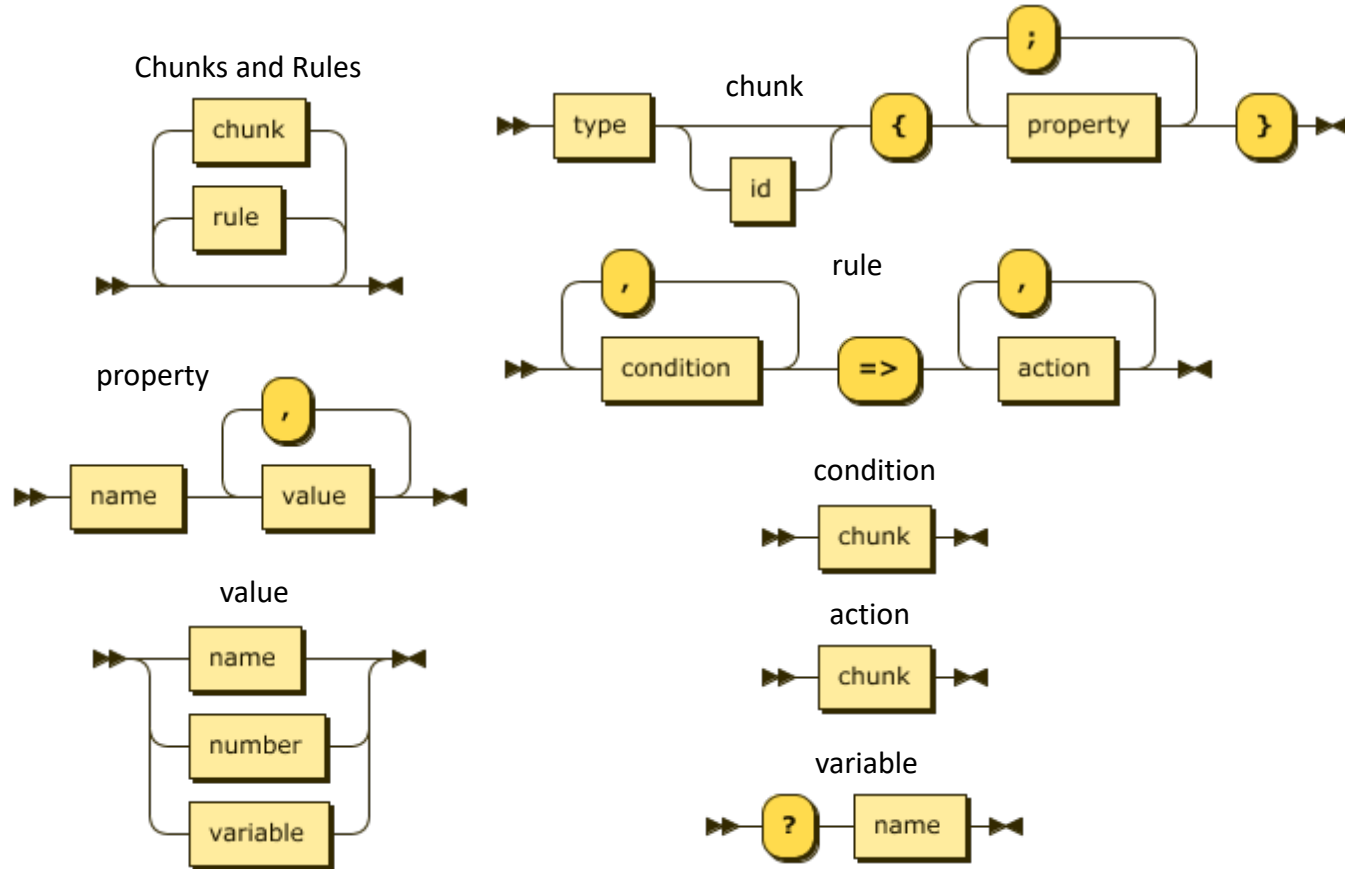 Chunks and Rules
chunk
rule
chunk
;
type
{
property
}
id
rule
,
,
condition
=>
action
property
,
name
value
value
name
number
variable
condition
chunk
action
chunk
variable
?
name